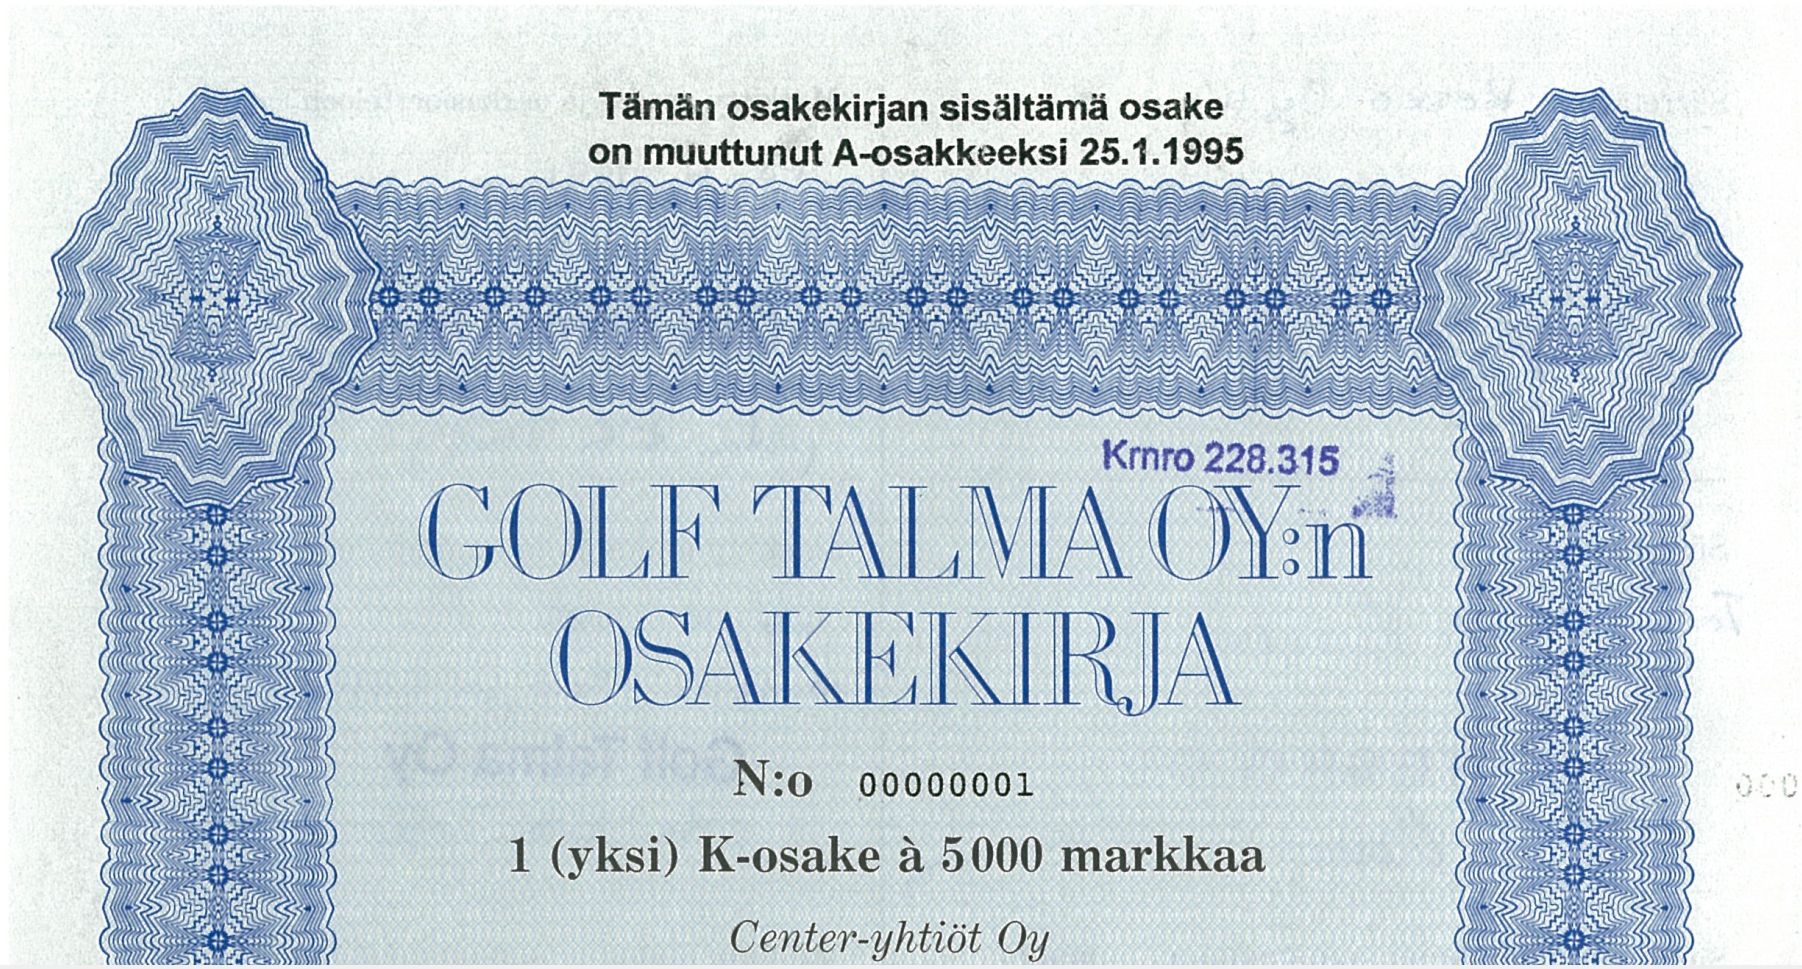 Tämän osakekirjan sisältämä osake
on muuttunut A-osakkeeksi 25.1.1995
Krnro 228.315
GOLF TALMA OY:n
OSAKEKIRJA
N:o 00000001
1 (yksi) K-osake à 5000 markkaa
Center-yhtiöt Oy